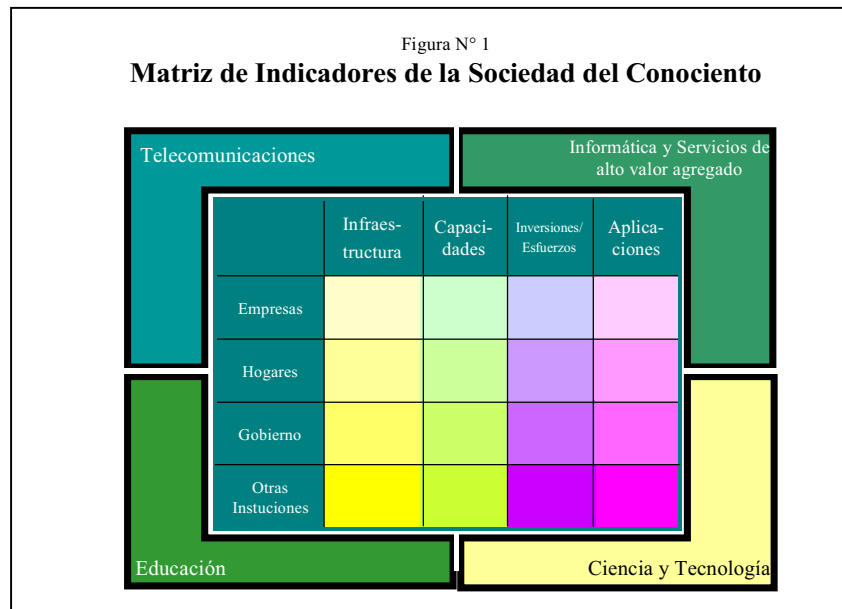 Figura N° 1
Matriz de Indicadores de la Sociedad del Conociento
Telecomunicaciones
Informática y Servicios de
alto valor agregado
Infraes-
tructura
Capaci-
dades
Inversiones/
Esfuerzos
Aplica-
ciones
Empresas
Hogares
Gobierno
Otras
Instuciones
Educación
Ciencia y Tecnología